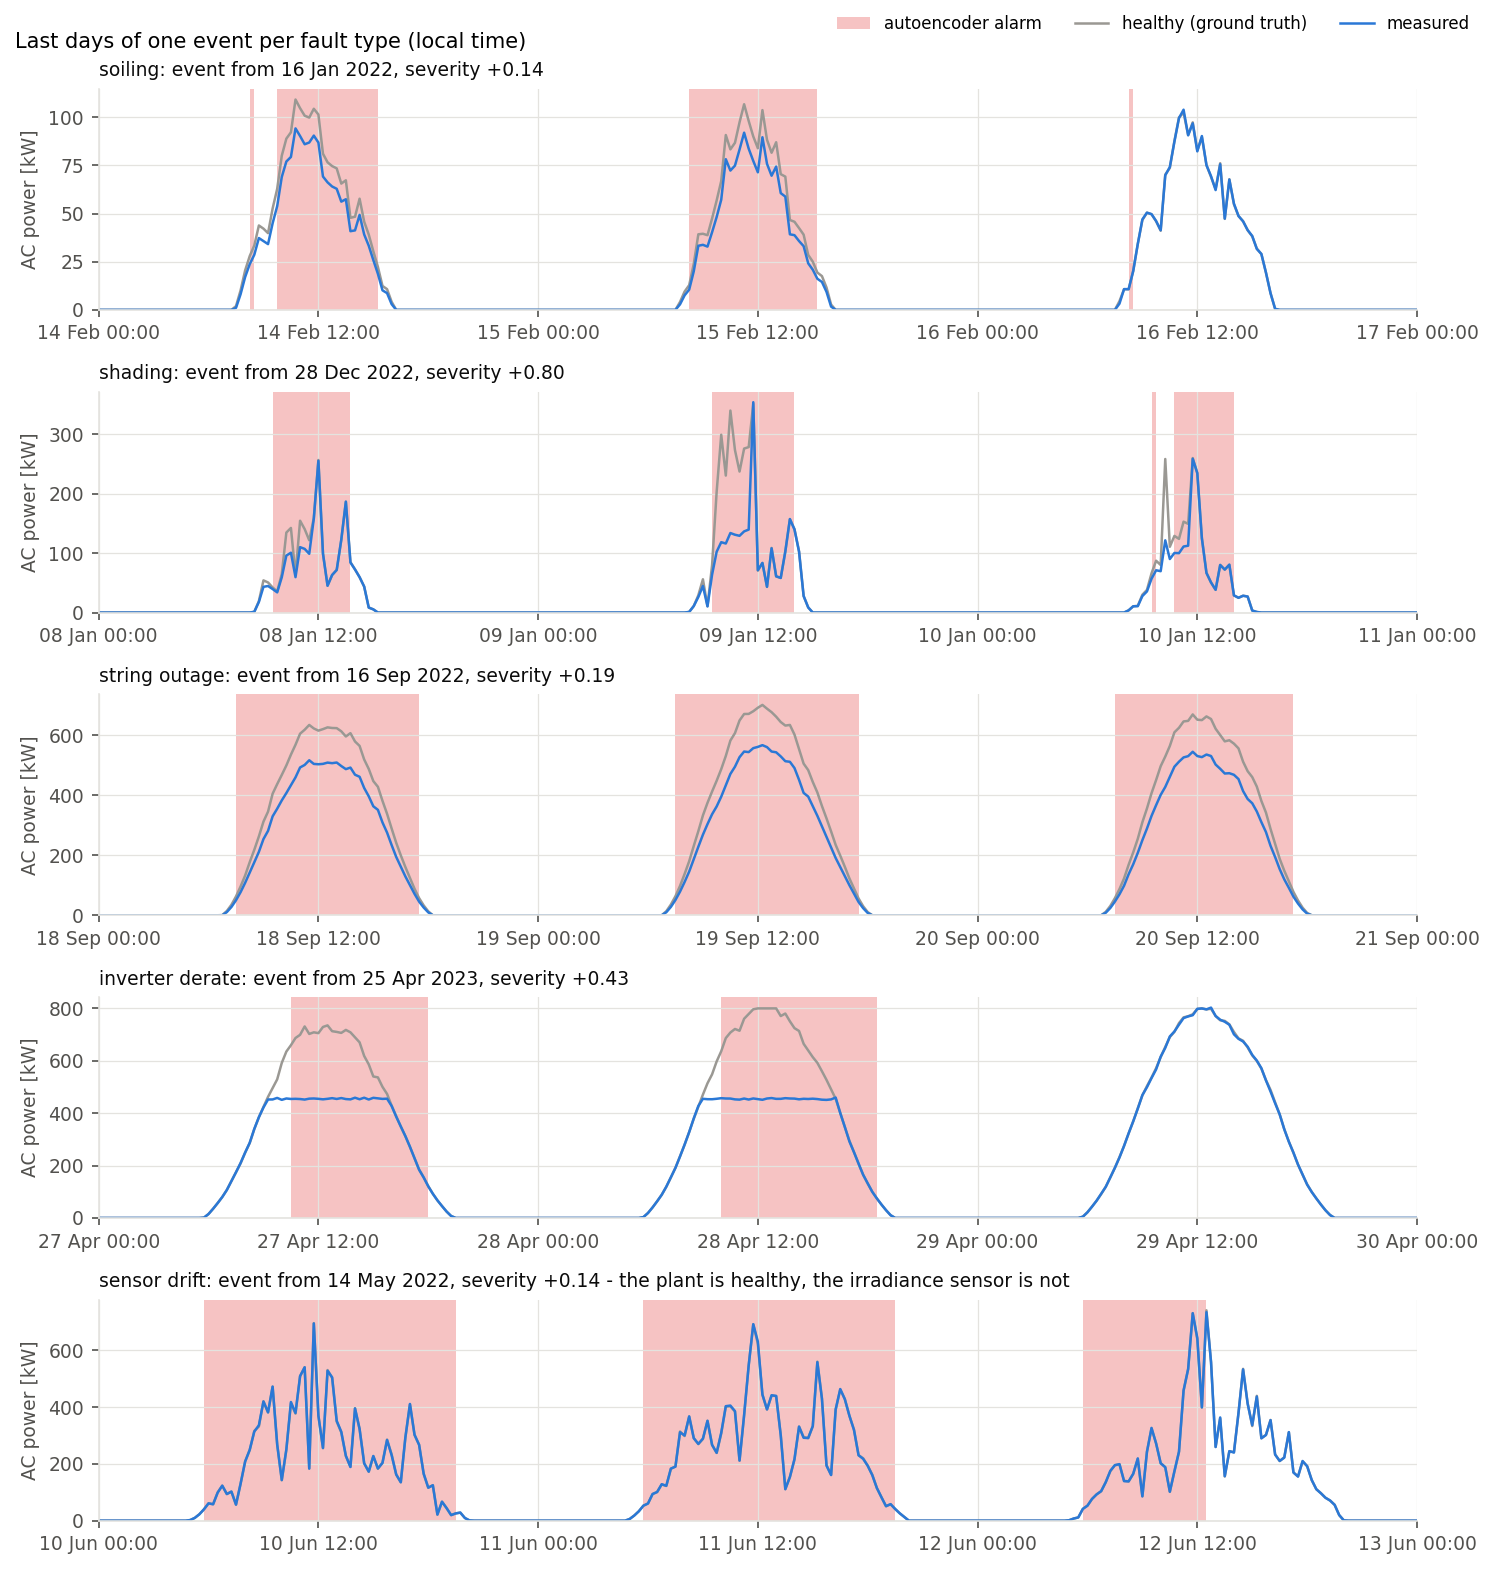 autoencoder alarm healthy (ground truth) measured
Last days of one event per fault type (local time)
soiling: event from 16 Jan 2022, severity +0.14
AC power [kW]
100
75
50
25
0
14 Feb 00:00 14 Feb 12:00 15 Feb 00:00 15 Feb 12:00 16 Feb 00:00 16 Feb 12:00 17 Feb 00:00
shading: event from 28 Dec 2022, severity +0.80
AC power [kW]
300
200
100
0
08 Jan 00:00 08 Jan 12:00 09 Jan 00:00 09 Jan 12:00 10 Jan 00:00 10 Jan 12:00 11 Jan 00:00
string outage: event from 16 Sep 2022, severity +0.19
AC power [kW]
600
400
200
0
18 Sep 00:00 18 Sep 12:00 19 Sep 00:00 19 Sep 12:00 20 Sep 00:00 20 Sep 12:00 21 Sep 00:00
inverter derate: event from 25 Apr 2023, severity +0.43
AC power [kW]
800
600
400
200
0
27 Apr 00:00 27 Apr 12:00 28 Apr 00:00 28 Apr 12:00 29 Apr 00:00 29 Apr 12:00 30 Apr 00:00
sensor drift: event from 14 May 2022, severity +0.14 - the plant is healthy, the irradiance sensor is not
AC power [kW]
600
400
200
0
10 Jun 00:00 10 Jun 12:00 11 Jun 00:00 11 Jun 12:00 12 Jun 00:00 12 Jun 12:00 13 Jun 00:00